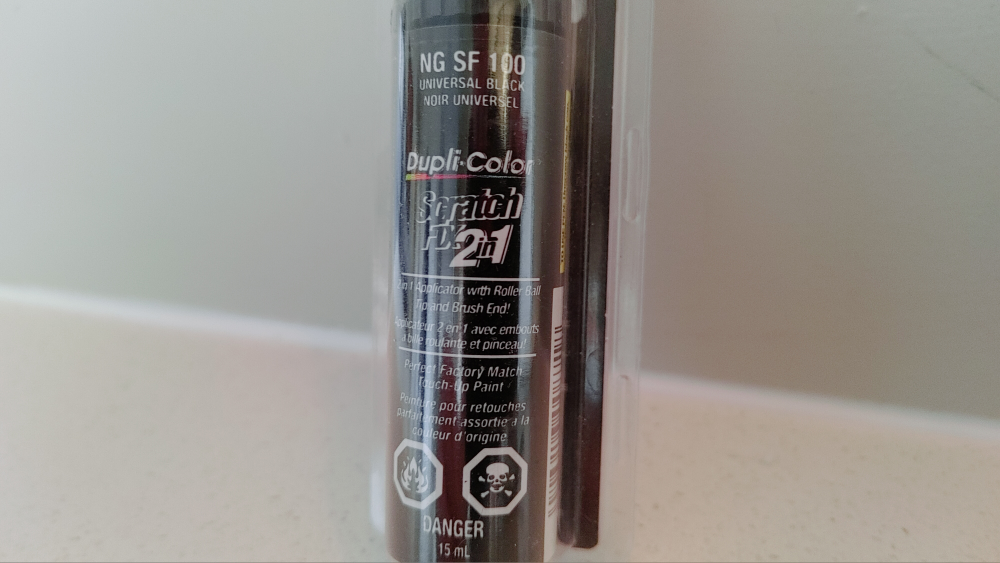 NG SF 100
UNIVERSAL BLACK
NOIR UNIVERSEL
Dupli-Color
Scratch
FIX 2in1
2 in 1 Applicator with Roller Ball
Tip and Brush End!
Applicateur 2 en 1 avec embouts
à bille roulante et pinceau!
Perfect Factory Match
Touch-Up Paint
Peinture pour retouches
parfaitement assortie à la
couleur d'origine
DANGER
15 mL